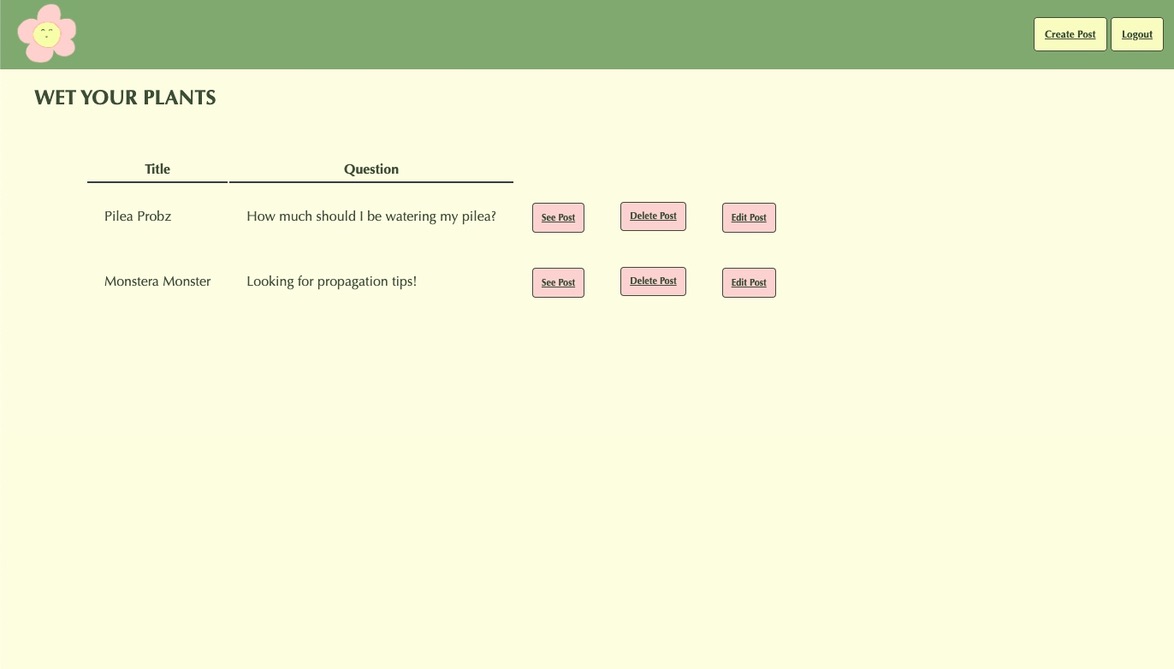 Create Post Logout
WET YOUR PLANTS
Title Question
Pilea Probz How much should I be watering my pilea? See Post Delete Post Edit Post
Monstera Monster Looking for propagation tips! See Post Delete Post Edit Post